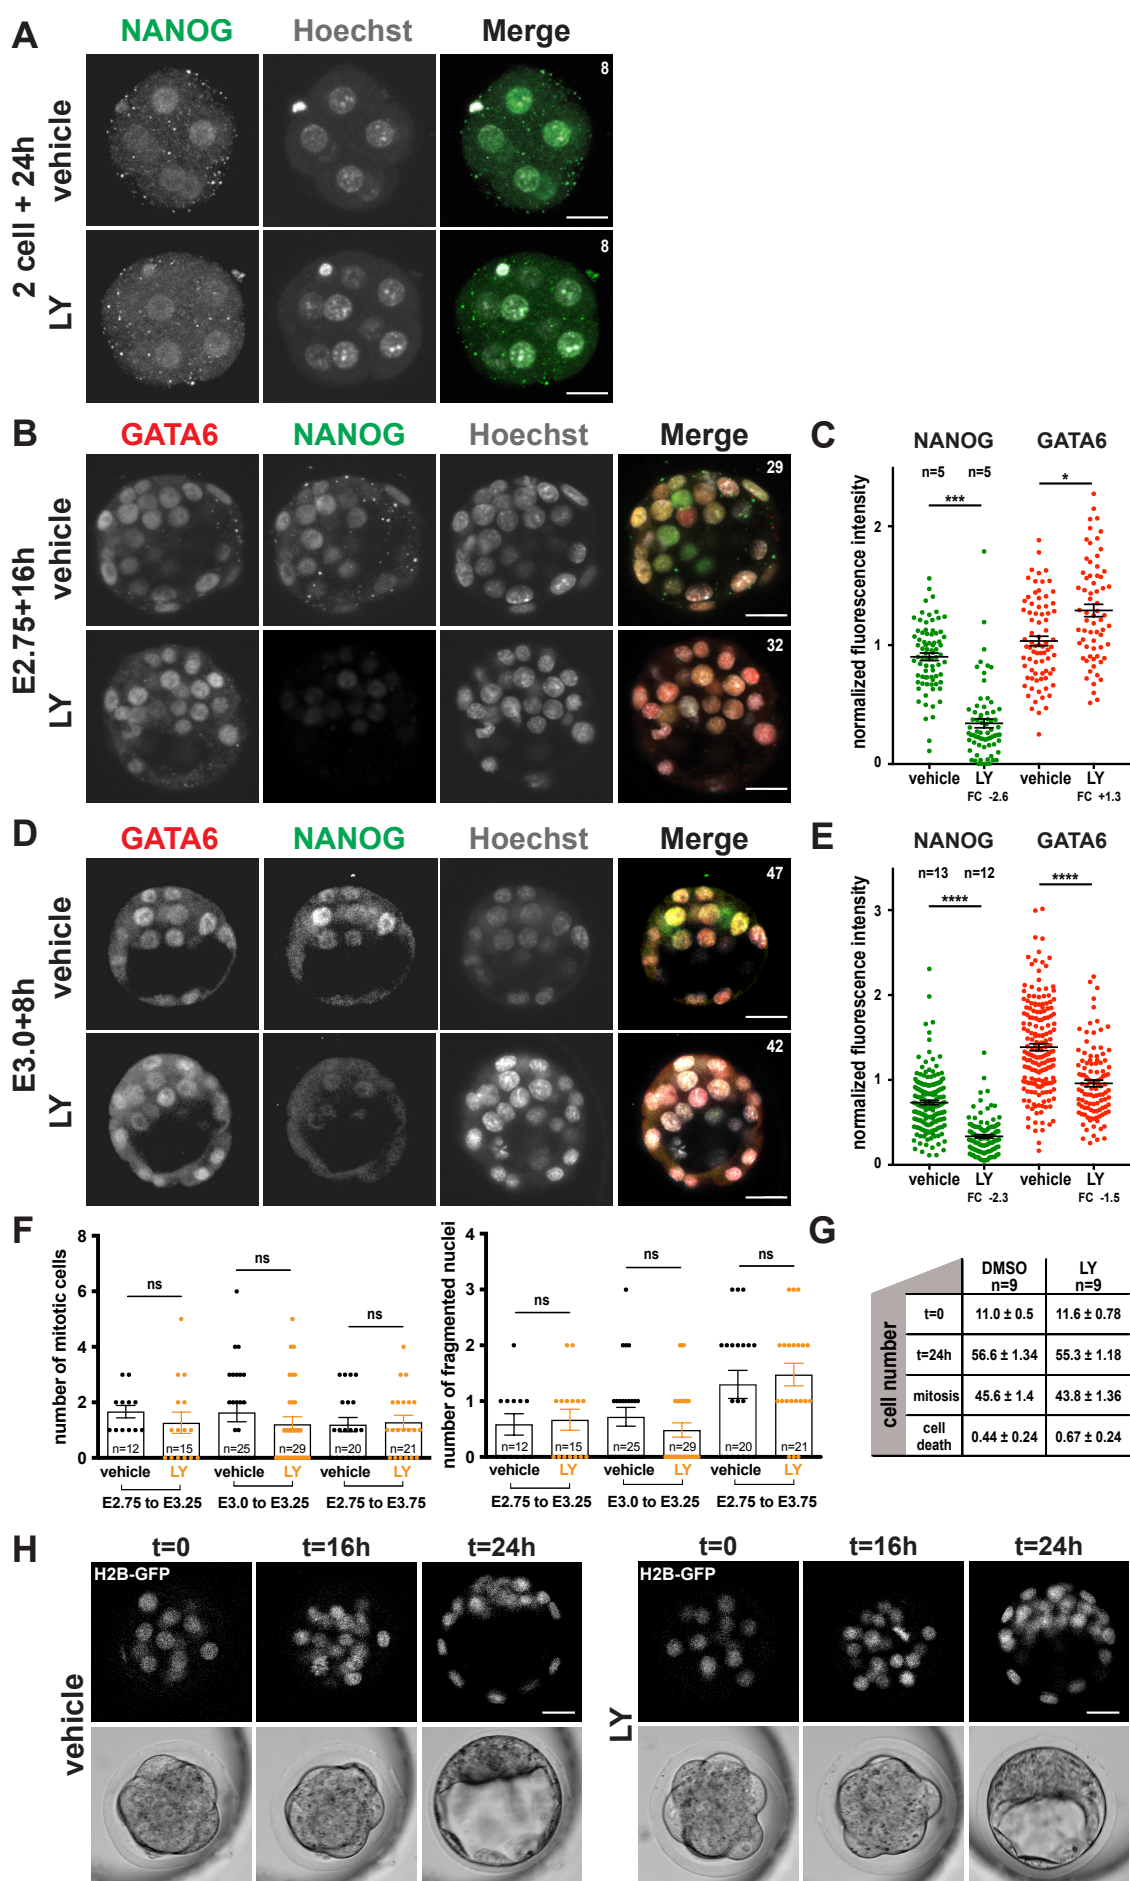 A
NANOG Hoechst Merge
2 cell + 24h
vehicle
8
LY
8
B
GATA6 NANOG Hoechst Merge
E2.75+16h
vehicle
29
LY
32
C
NANOG GATA6
n=5 n=5
*** *
normalized fluorescence intensity
2
1
0
vehicle LY vehicle LY
FC -2.6 FC +1.3
D
GATA6 NANOG Hoechst Merge
E3.0+8h
vehicle
47
LY
42
E
NANOG GATA6
n=13 n=12
**** ****
normalized fluorescence intensity
3
2
1
0
vehicle LY vehicle LY
FC -2.3 FC -1.5
F
number of mitotic cells
8
6
4
2
0
ns ns ns
n=12 n=15 n=25 n=29 n=20 n=21
vehicle LY vehicle LY vehicle LY
E2.75 to E3.25 E3.0 to E3.25 E2.75 to E3.75
number of fragmented nuclei
4
3
2
1
0
ns ns ns
n=12 n=15 n=25 n=29 n=20 n=21
vehicle LY vehicle LY vehicle LY
E2.75 to E3.25 E3.0 to E3.25 E2.75 to E3.75
G
DMSO LY
n=9 n=9
cell number
t=0 11.0 ± 0.5 11.6 ± 0.78
t=24h 56.6 ± 1.34 55.3 ± 1.18
mitosis 45.6 ± 1.4 43.8 ± 1.36
cell death 0.44 ± 0.24 0.67 ± 0.24
H
t=0 t=16h t=24h
H2B-GFP
vehicle
t=0 t=16h t=24h
H2B-GFP
LY